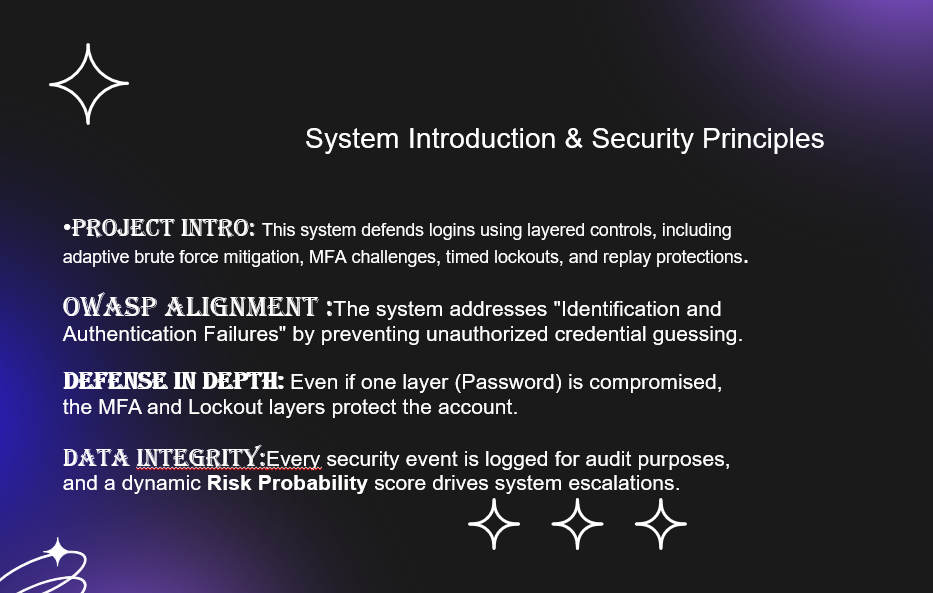 System Introduction & Security Principles
•PROJECT INTRO: This system defends logins using layered controls, including
adaptive brute force mitigation, MFA challenges, timed lockouts, and replay protections.
OWASP ALIGNMENT :The system addresses "Identification and
Authentication Failures" by preventing unauthorized credential guessing.
DEFENSE IN DEPTH: Even if one layer (Password) is compromised,
the MFA and Lockout layers protect the account.
DATA INTEGRITY:Every security event is logged for audit purposes,
and a dynamic Risk Probability score drives system escalations.